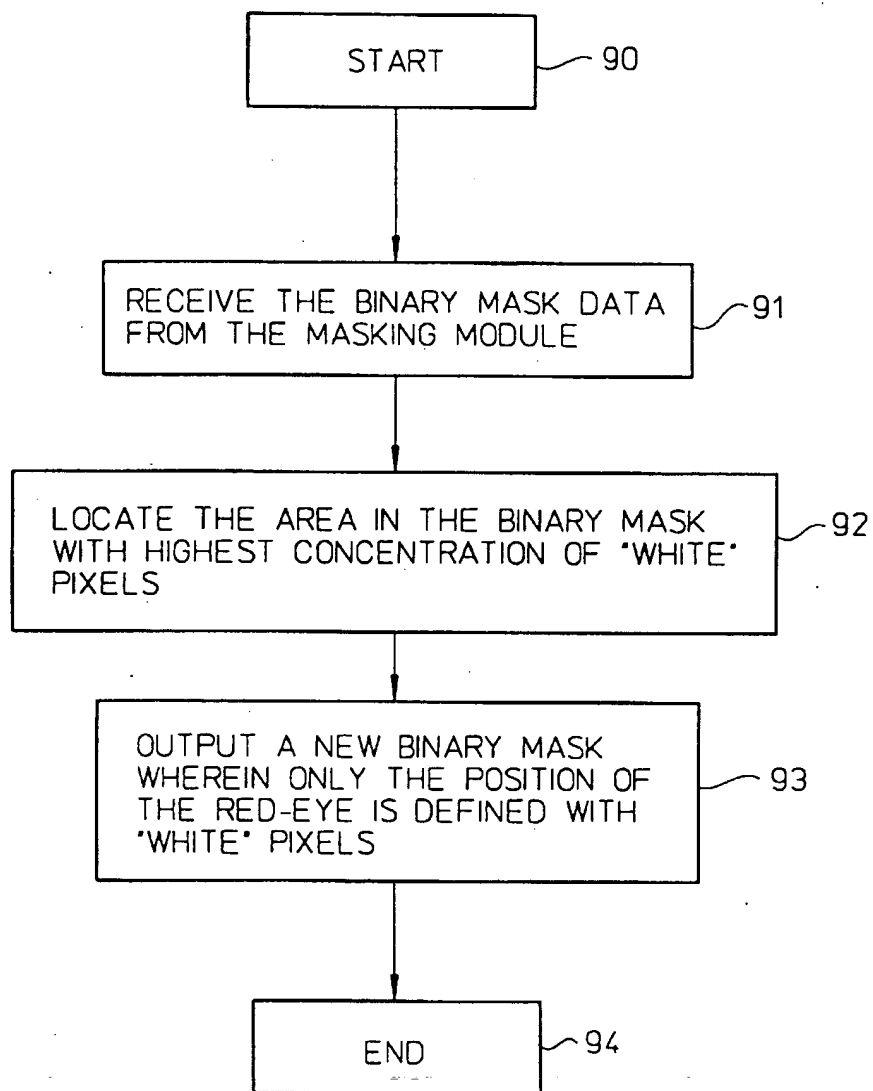 START
90
RECEIVE THE BINARY MASK DATA
FROM THE MASKING MODULE
91
LOCATE THE AREA IN THE BINARY MASK
WITH HIGHEST CONCENTRATION OF "WHITE"
PIXELS
92
OUTPUT A NEW BINARY MASK
WHEREIN ONLY THE POSITION OF
THE RED-EYE IS DEFINED WITH
"WHITE" PIXELS
93
END
94